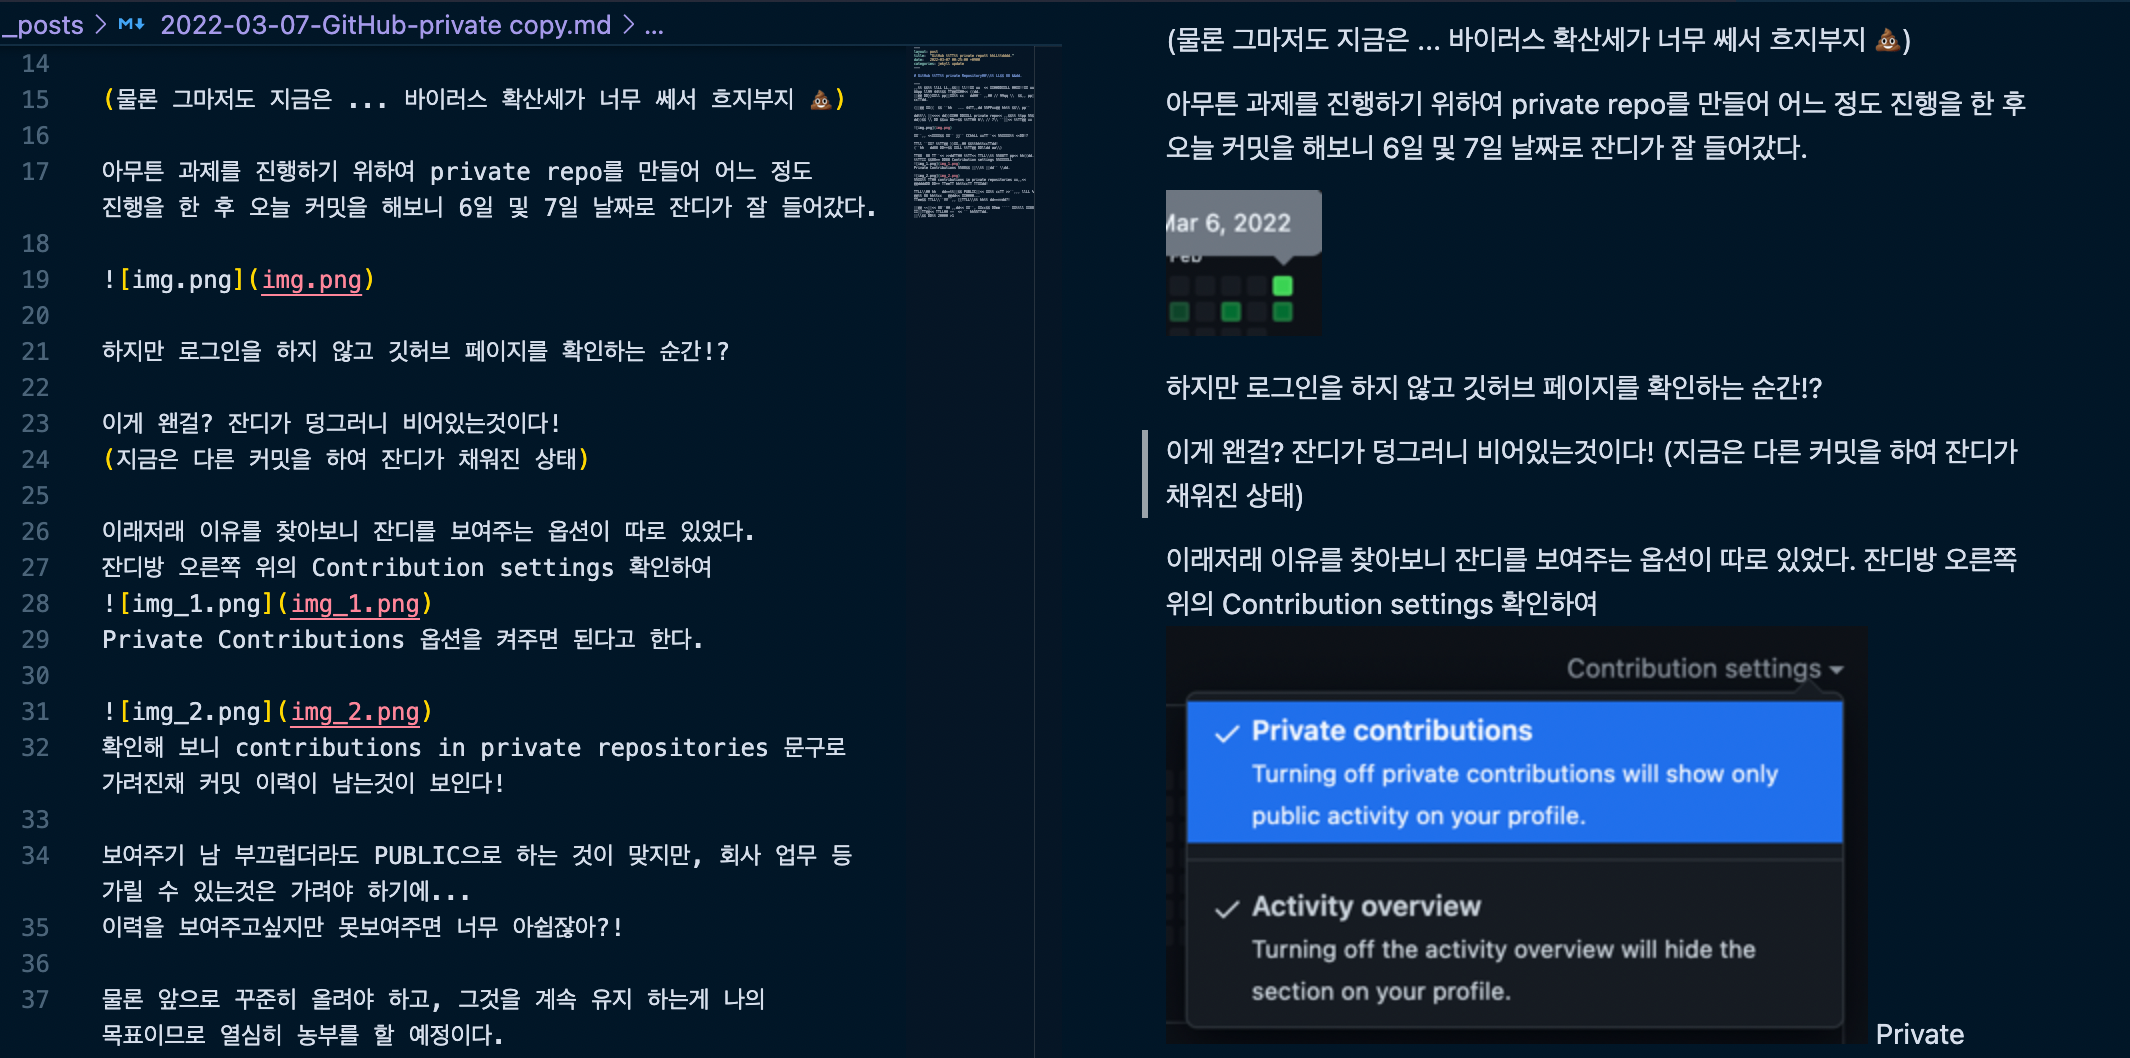 _posts > M↓ 2022-03-07-GitHub-private copy.md > ...
14
15 (물론 그마저도 지금은 ... 바이러스 확산세가 너무 쎄서 흐지부지 💩)
16
17 아무튼 과제를 진행하기 위하여 private repo를 만들어 어느 정도
진행을 한 후 오늘 커밋을 해보니 6일 및 7일 날짜로 잔디가 잘 들어갔다.
18
19 ![img.png](img.png)
20
21 하지만 로그인을 하지 않고 깃허브 페이지를 확인하는 순간!?
22
23 이게 왠걸? 잔디가 덩그러니 비어있는것이다!
24 (지금은 다른 커밋을 하여 잔디가 채워진 상태)
25
26 이래저래 이유를 찾아보니 잔디를 보여주는 옵션이 따로 있었다.
27 잔디방 오른쪽 위의 Contribution settings 확인하여
28 ![img_1.png](img_1.png)
29 Private Contributions 옵션을 켜주면 된다고 한다.
30
31 ![img_2.png](img_2.png)
32 확인해 보니 contributions in private repositories 문구로
가려진채 커밋 이력이 남는것이 보인다!
33
34 보여주기 남 부끄럽더라도 PUBLIC으로 하는 것이 맞지만, 회사 업무 등
가릴 수 있는것은 가려야 하기에...
35 이력을 보여주고싶지만 못보여주면 너무 아쉽잖아?!
36
37 물론 앞으로 꾸준히 올려야 하고, 그것을 계속 유지 하는게 나의
목표이므로 열심히 농부를 할 예정이다.
(물론 그마저도 지금은 ... 바이러스 확산세가 너무 쎄서 흐지부지 💩)
아무튼 과제를 진행하기 위하여 private repo를 만들어 어느 정도 진행을 한 후
오늘 커밋을 해보니 6일 및 7일 날짜로 잔디가 잘 들어갔다.
Mar 6, 2022
Feb
하지만 로그인을 하지 않고 깃허브 페이지를 확인하는 순간!?
이게 왠걸? 잔디가 덩그러니 비어있는것이다! (지금은 다른 커밋을 하여 잔디가
채워진 상태)
이래저래 이유를 찾아보니 잔디를 보여주는 옵션이 따로 있었다. 잔디방 오른쪽
위의 Contribution settings 확인하여
Contribution settings
Private contributions
Turning off private contributions will show only
public activity on your profile.
Activity overview
Turning off the activity overview will hide the
section on your profile.
Private